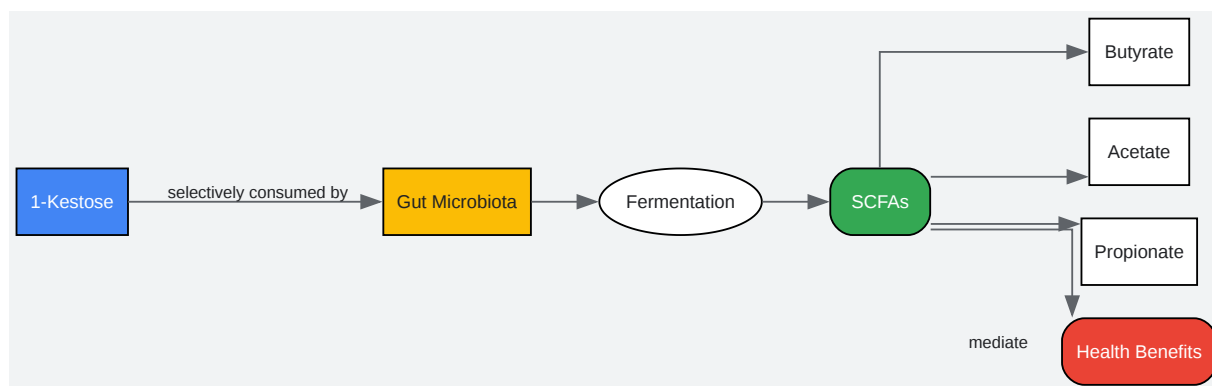 1-Kestose
selectively consumed by
Gut Microbiota
Fermentation
SCFAs
Butyrate
Acetate
Propionate
mediate
Health Benefits